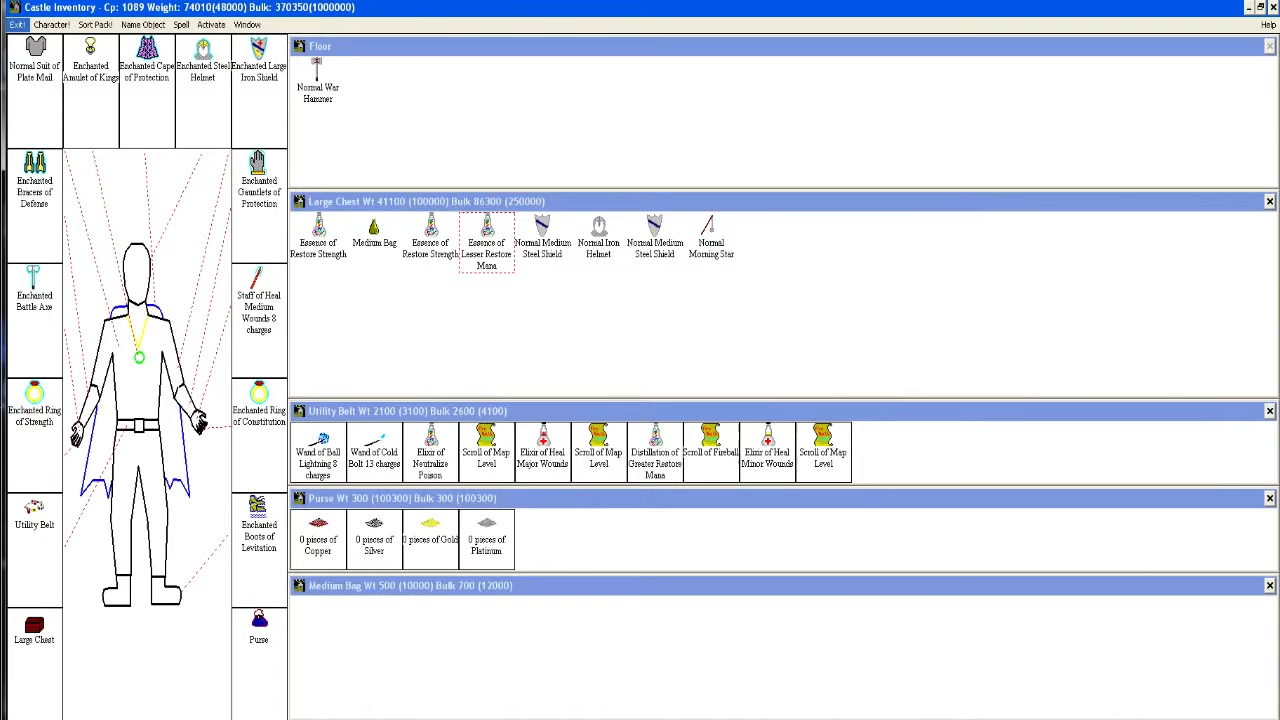 Castle Inventory - Cp: 1089 Weight: 74010(48000) Bulk: 370350(1000000)
Exit! Character! Sort Pack! Name Object Spell Activate Window Help
Normal Suit of
Plate Mail
Enchanted
Amulet of Kings
Enchanted Cape
of Protection
Enchanted Steel
Helmet
Enchanted Large
Iron Shield
Enchanted
Bracers of
Defense
Enchanted
Gauntlets of
Protection
Enchanted
Battle Axe
Staff of Heal
Medium
Wounds 8
charges
Enchanted Ring
of Strength
Enchanted Ring
of Constitution
Utility Belt
Enchanted
Boots of
Levitation
Large Chest
Purse
Floor
Normal War
Hammer
Large Chest Wt 41100 (100000) Bulk 86300 (250000)
Essence of
Restore Strength
Medium Bag
Essence of
Restore Strength
Essence of
Lesser Restore
Mana
Normal Medium
Steel Shield
Normal Iron
Helmet
Normal Medium
Steel Shield
Normal
Morning Star
Utility Belt Wt 2100 (3100) Bulk 2600 (4100)
Wand of Ball
Lightning 8
charges
Wand of Cold
Bolt 13 charges
Elixir of
Neutralize
Poison
Scroll of Map
Level
Elixir of Heal
Major Wounds
Scroll of Map
Level
Distillation of
Greater Restore
Mana
Scroll of Fireball
Elixir of Heal
Minor Wounds
Scroll of Map
Level
Purse Wt 300 (100300) Bulk 300 (100300)
0 pieces of
Copper
0 pieces of
Silver
0 pieces of Gold
0 pieces of
Platinum
Medium Bag Wt 500 (10000) Bulk 700 (12000)